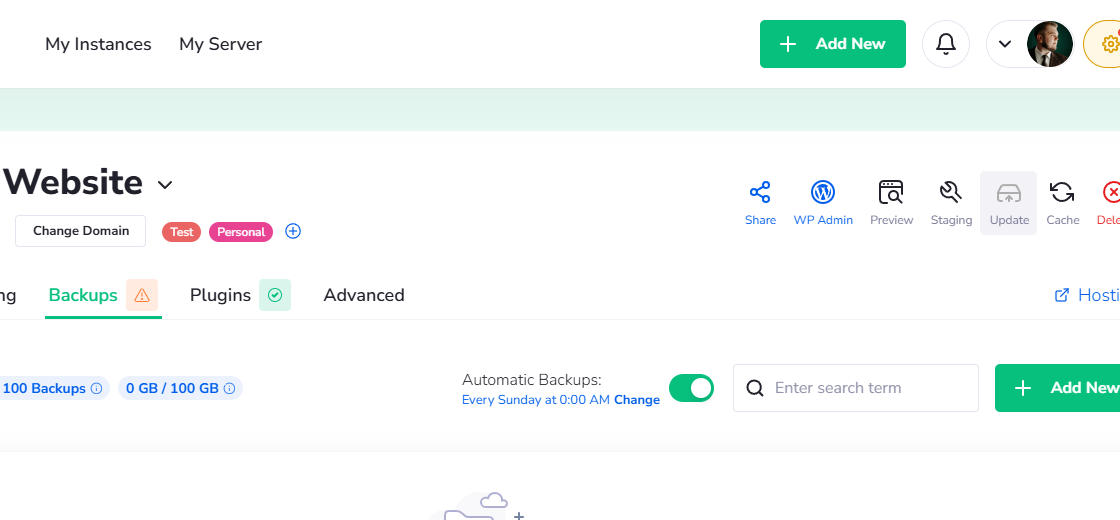 My Instances My Server Add New
Website
Share WP Admin Preview Staging Update Cache
Change Domain Test Personal
Backups Plugins Advanced
100 Backups 0 GB / 100 GB
Automatic Backups:
Every Sunday at 0:00 AM Change
Enter search term
Add New